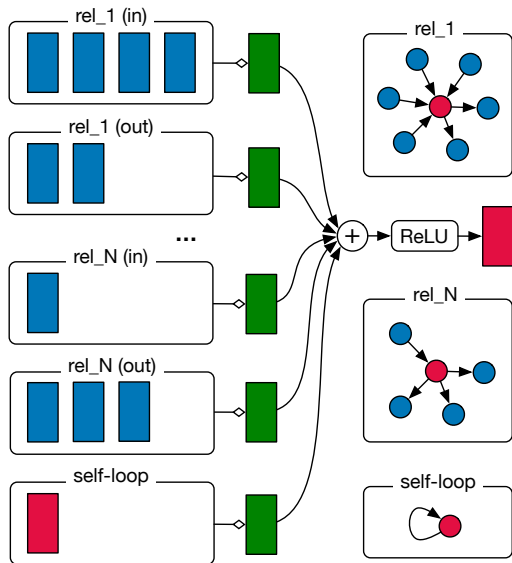 rel_1 (in)
rel_1 (out)
...
rel_N (in)
rel_N (out)
self-loop
+
ReLU
rel_1
rel_N
self-loop